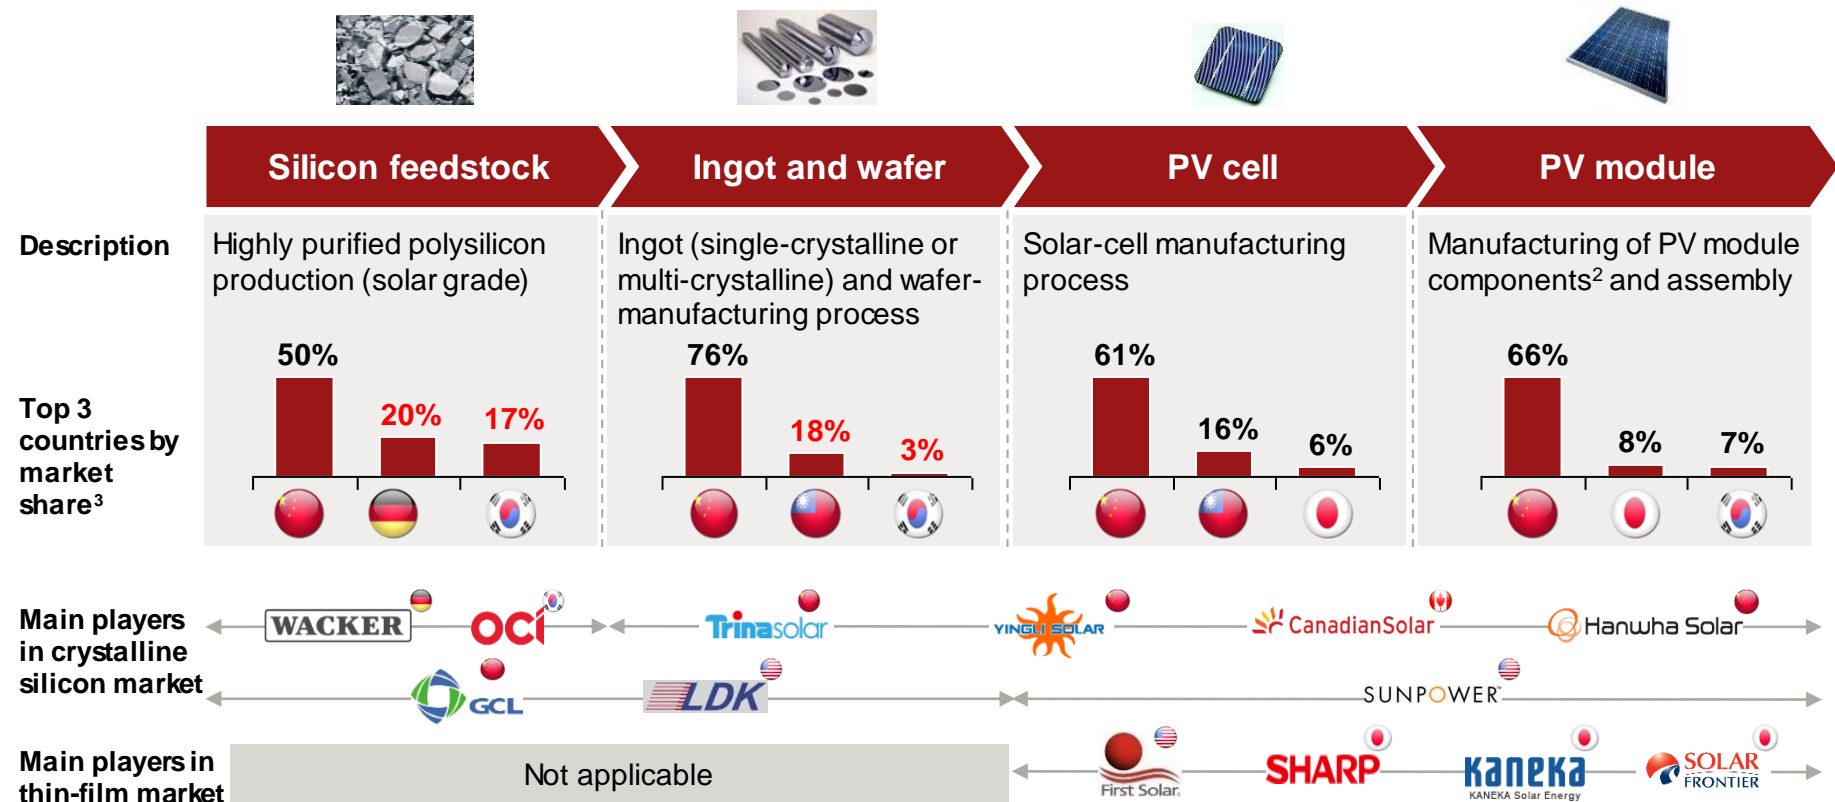 Silicon feedstock
Ingot and wafer
PV cell
PV module
Description
Highly purified polysilicon
production (solar grade)
Ingot (single-crystalline or
multi-crystalline) and wafer-
manufacturing process
Solar-cell manufacturing
process
Manufacturing of PV module
components² and assembly
Top 3
countries by
market
share³
50%
20%
17%
76%
18%
3%
61%
16%
6%
66%
8%
7%
Main players
in crystalline
silicon market
WACKER
OCI
Trinasolar
YINGLI SOLAR
CanadianSolar
Hanwha Solar
GCL
LDK
SUNPOWER™
Main players in
thin-film market
Not applicable
First Solar.
SHARP
Kaneka
KANEKA Solar Energy
SOLAR
FRONTIER